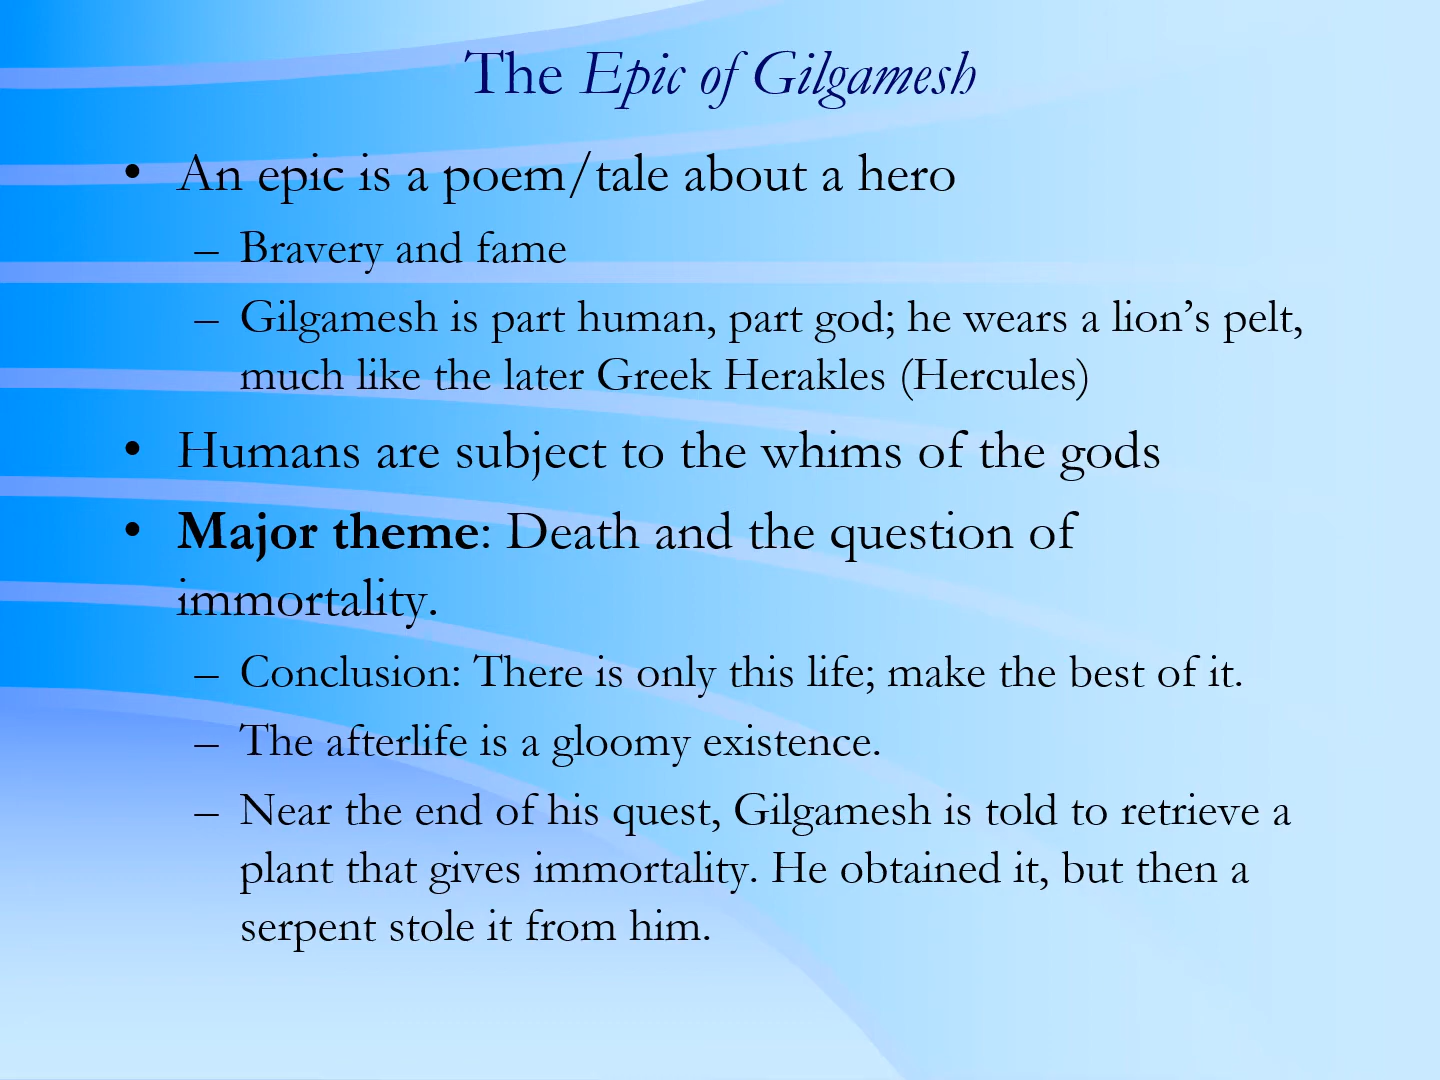 The Epic of Gilgamesh
• An epic is a poem/tale about a hero
– Bravery and fame
– Gilgamesh is part human, part god; he wears a lion’s pelt,
much like the later Greek Herakles (Hercules)
• Humans are subject to the whims of the gods
• Major theme: Death and the question of
immortality.
– Conclusion: There is only this life; make the best of it.
– The afterlife is a gloomy existence.
– Near the end of his quest, Gilgamesh is told to retrieve a
plant that gives immortality. He obtained it, but then a
serpent stole it from him.